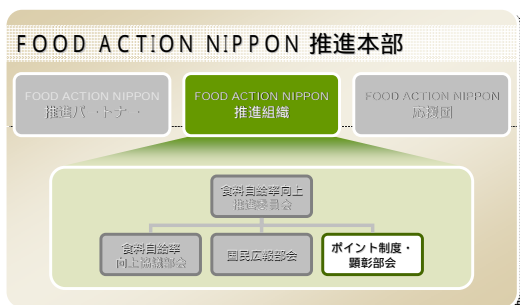 FOOD ACTION NIPPON 推進本部
FOOD ACTION NIPPON
推進パートナー
FOOD ACTION NIPPON
推進組織
FOOD ACTION NIPPON
応援団
食料自給率向上
推進委員会
食料自給率
向上協議部会
国民広報部会
ポイント制度・
顕彰部会